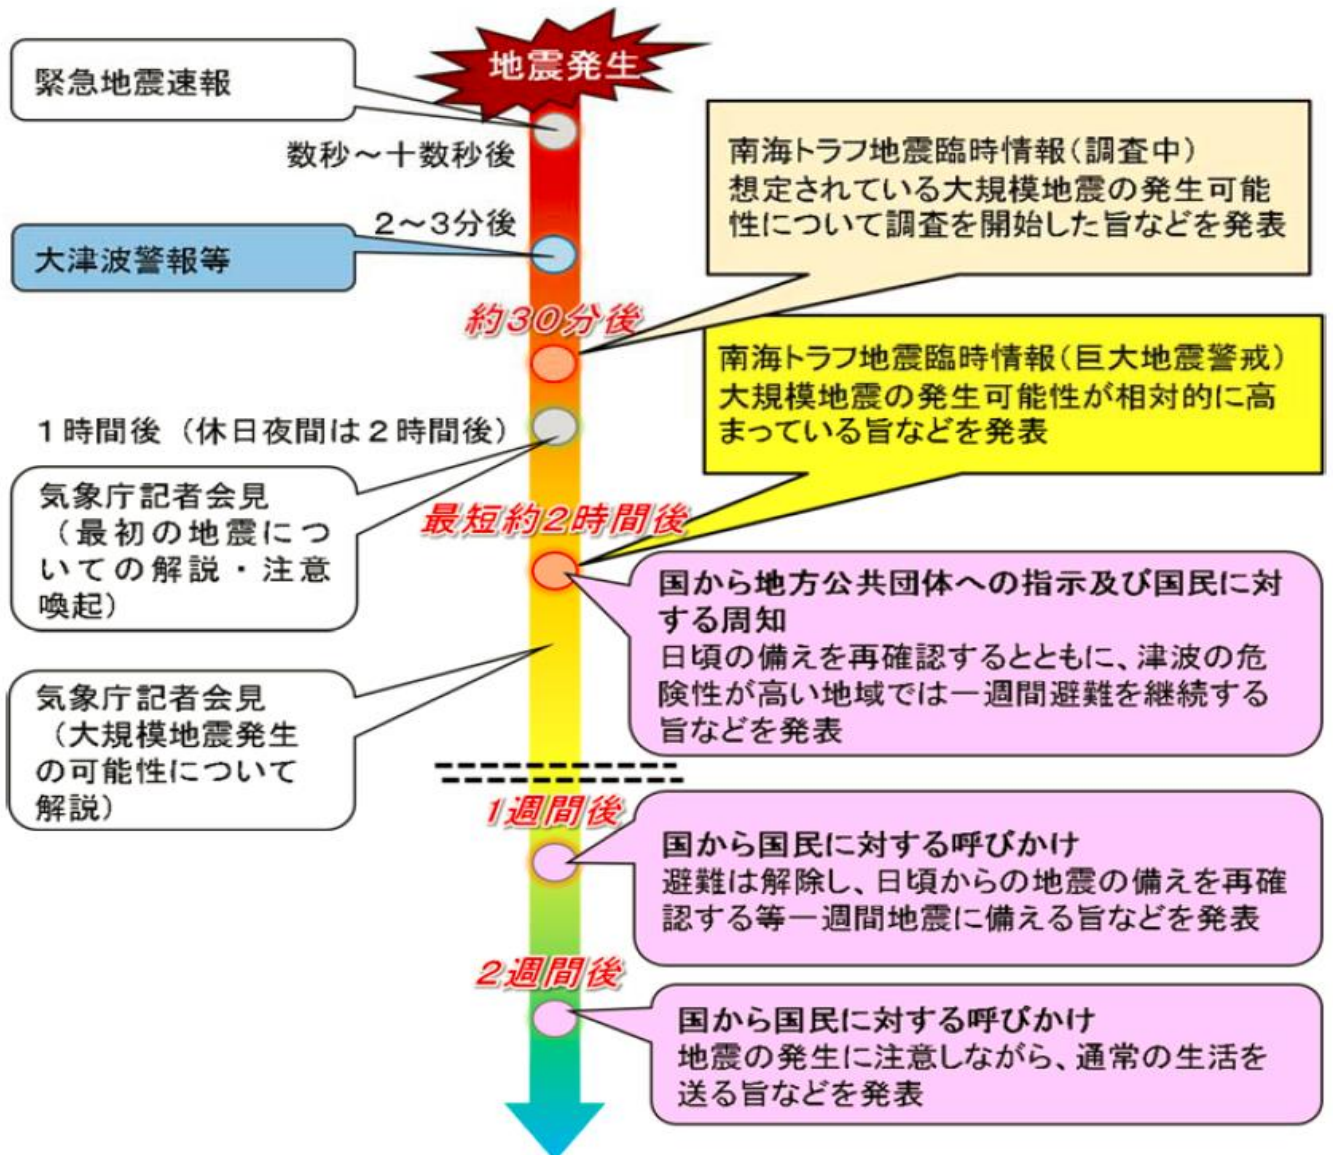 地震発生
緊急地震速報
数秒～十数秒後
2～3分後
大津波警報等
約30分後
南海トラフ地震臨時情報(調査中)
想定されている大規模地震の発生可能
性について調査を開始した旨などを発表
1時間後（休日夜間は2時間後）
気象庁記者会見
（最初の地震につ
いての解説・注意
喚起）
南海トラフ地震臨時情報(巨大地震警戒)
大規模地震の発生可能性が相対的に高
まっている旨などを発表
最短約2時間後
国から地方公共団体への指示及び国民に対
する周知
日頃の備えを再確認するとともに、津波の危
険性が高い地域では一週間避難を継続する
旨などを発表
気象庁記者会見
（大規模地震発生
の可能性について
解説）
1週間後
国から国民に対する呼びかけ
避難は解除し、日頃からの地震の備えを再確
認する等一週間地震に備える旨などを発表
2週間後
国から国民に対する呼びかけ
地震の発生に注意しながら、通常の生活を
送る旨などを発表